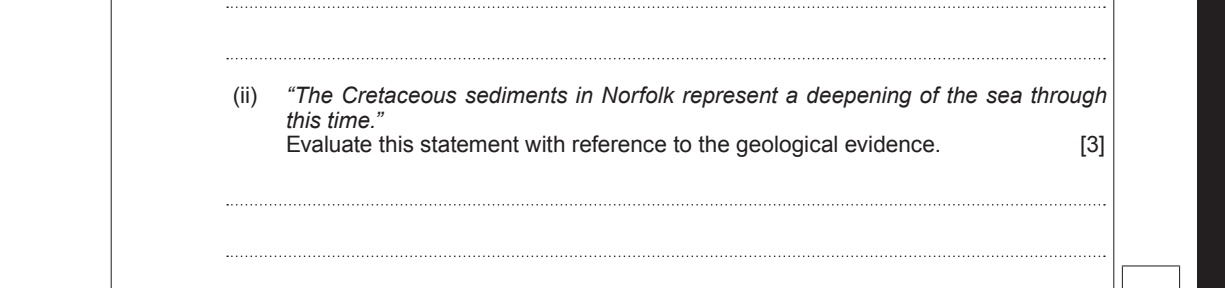 (ii) “The Cretaceous sediments in Norfolk represent a deepening of the sea through
this time.”
Evaluate this statement with reference to the geological evidence. [3]